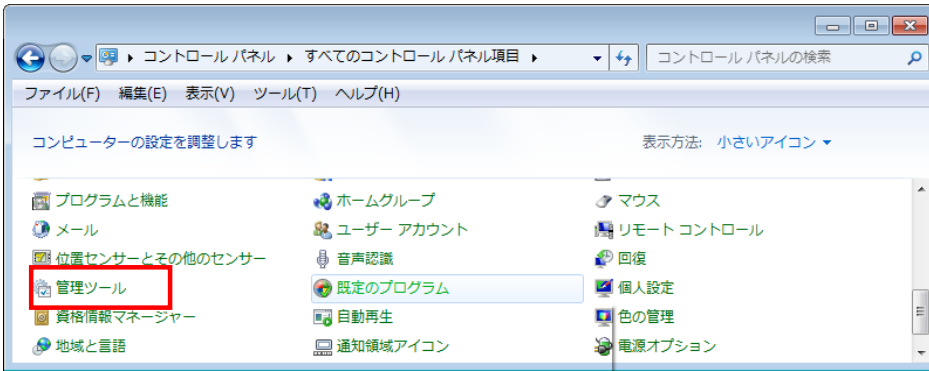 コントロール パネル ▸ すべてのコントロール パネル項目 ▸ コントロール パネルの検索
ファイル(F) 編集(E) 表示(V) ツール(T) ヘルプ(H)
コンピューターの設定を調整します 表示方法: 小さいアイコン
プログラムと機能 ホームグループ マウス
メール ユーザー アカウント リモート コントロール
位置センサーとその他のセンサー 音声認識 回復
管理ツール 既定のプログラム 個人設定
資格情報マネージャー 自動再生 色の管理
地域と言語 通知領域アイコン 電源オプション